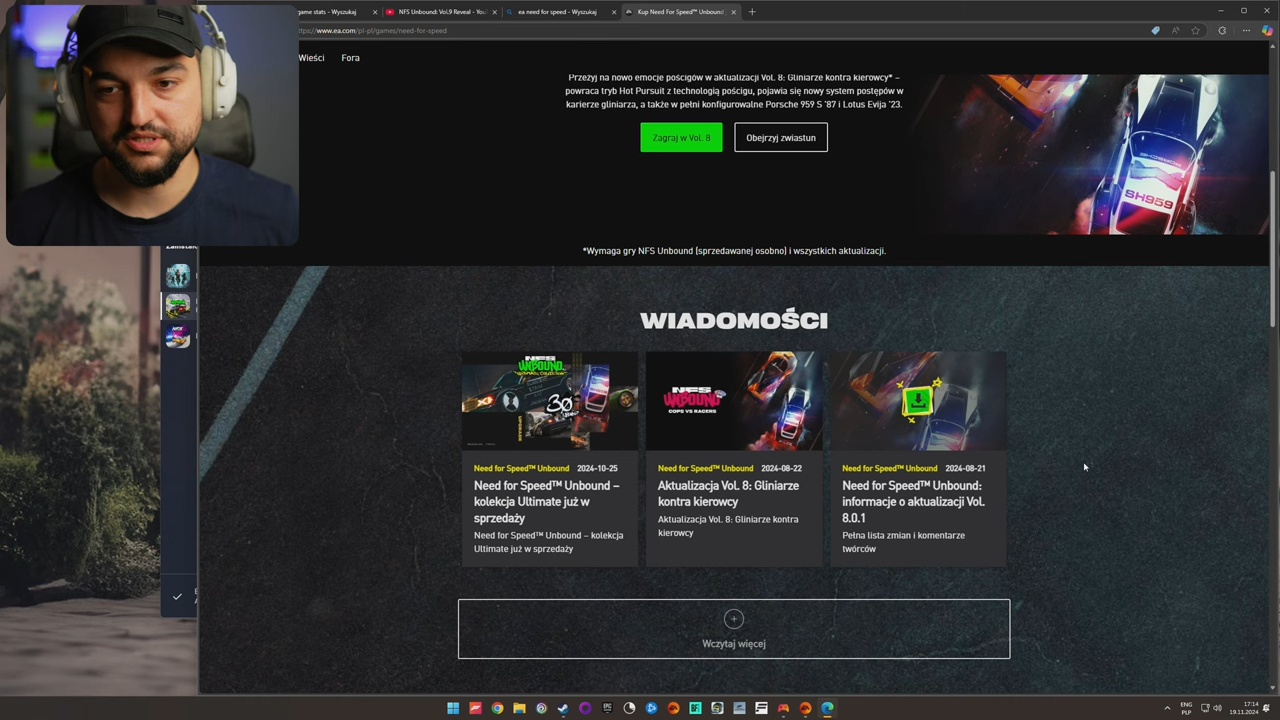 game stats - Wyszukaj
NFS Unbound: Vol.9 Reveal - You
ea need for speed - Wyszukaj
Kup Need For Speed™ Unbound
www.ea.com/pl-pl/games/need-for-speed
Wieści
Fora
Przeżyj na nowo emocje pościgów w aktualizacji Vol. 8: Gliniarze kontra kierowcy* –
powraca tryb Hot Pursuit z technologią pościgu, pojawia się nowy system postępów w
karierze gliniarza, a także w pełni konfigurowalne Porsche 959 S '87 i Lotus Evija '23.
Zagraj w Vol. 8
Obejrzyj zwiastun
SH959
*Wymaga gry NFS Unbound (sprzedawanej osobno) i wszystkich aktualizacji.
WIADOMOŚCI
NFS
UNBOUND
30
NFS
UNBOUND
COPS VS RACERS
Need for Speed™ Unbound 2024-10-25
Need for Speed™ Unbound –
kolekcja Ultimate już w
sprzedaży
Need for Speed™ Unbound – kolekcja
Ultimate już w sprzedaży
Need for Speed™ Unbound 2024-08-22
Aktualizacja Vol. 8: Gliniarze
kontra kierowcy
Aktualizacja Vol. 8: Gliniarze kontra
kierowcy
Need for Speed™ Unbound 2024-08-21
Need for Speed™ Unbound:
informacje o aktualizacji Vol.
8.0.1
Pełna lista zmian i komentarze
twórców
Wczytaj więcej
ENG
PLP
17:14
19.11.2024